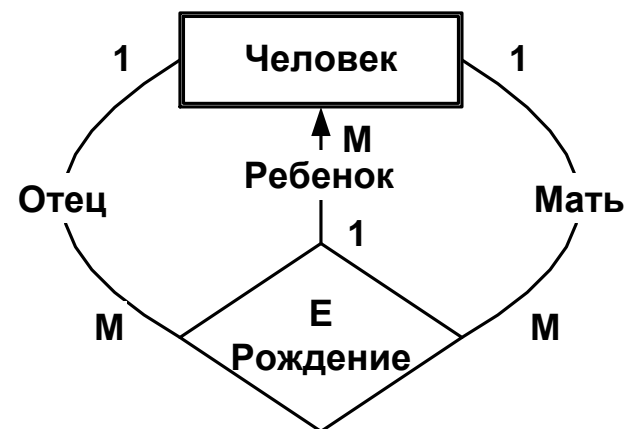 1 Человек 1
М
Ребенок
Отец Мать
1
М Е М
Рождение